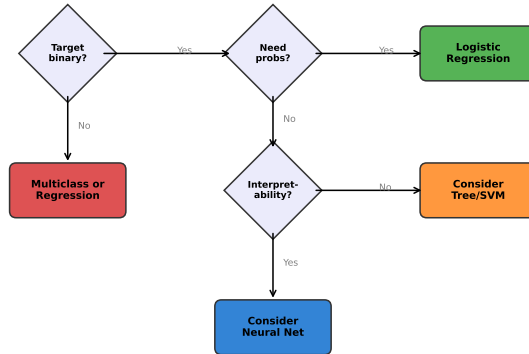 Target
binary?
Yes
Need
probs?
Yes
Logistic
Regression
No
No
Multiclass or
Regression
Interpret-
ability?
No
Consider
Tree/SVM
Yes
Consider
Neural Net